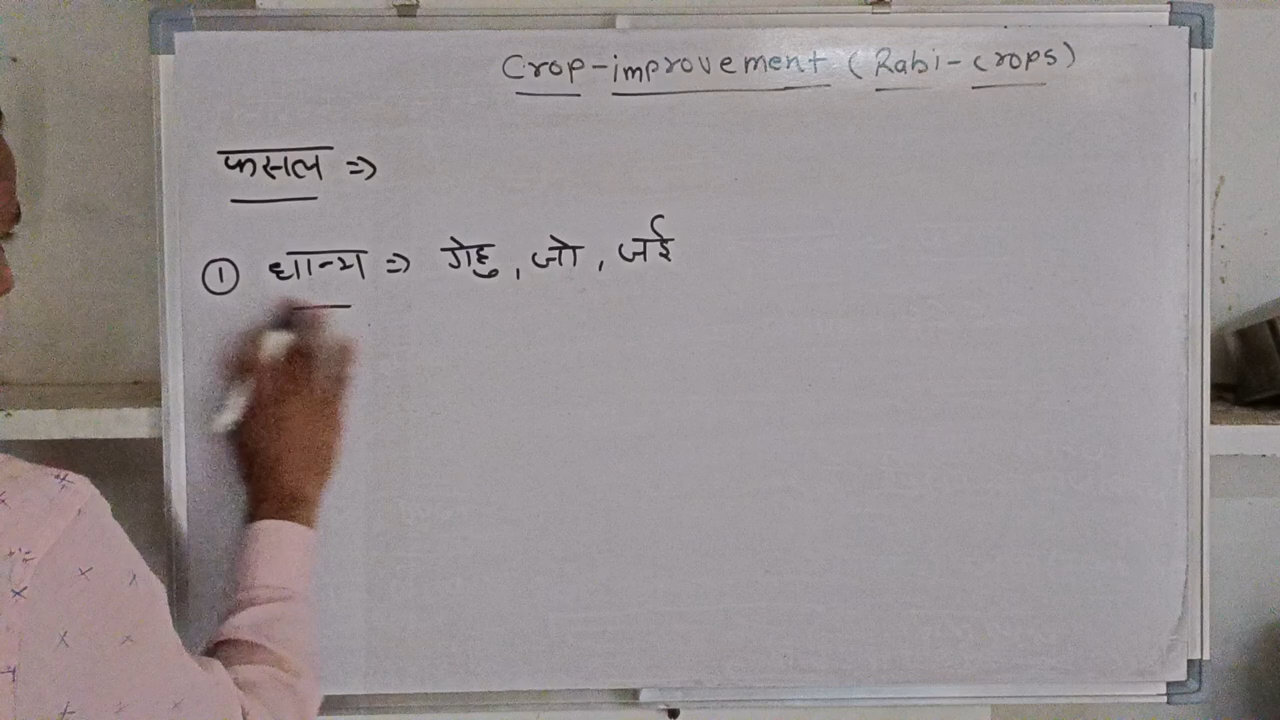 Crop-improvement (Rabi-crops)
फसल ⇒
① धान्य ⇒ गेहु, जो, जई